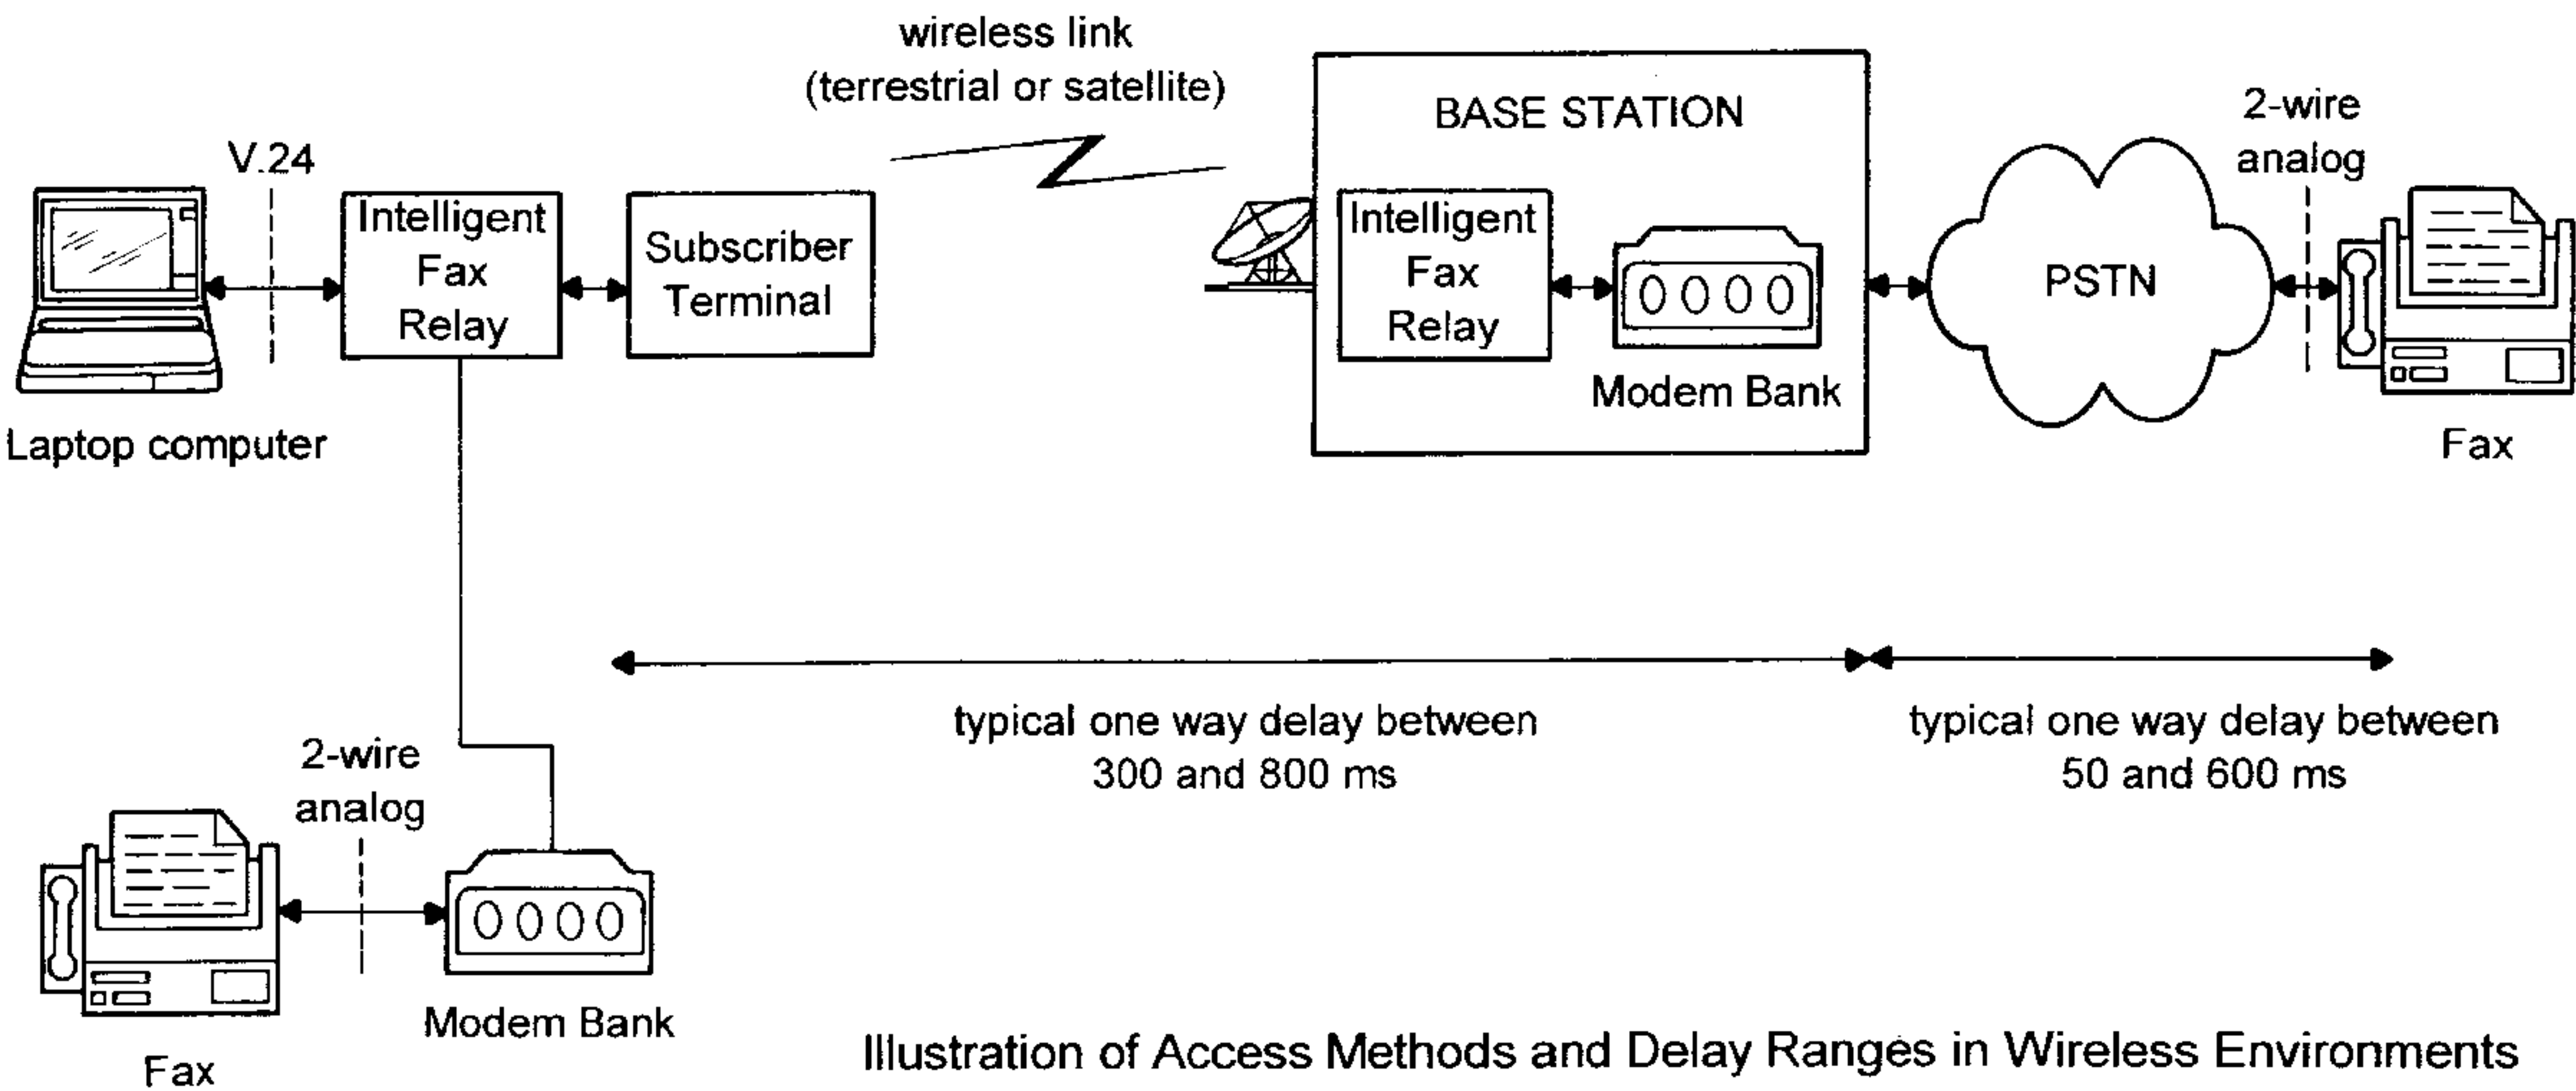 wireless link
(terrestrial or satellite)
V.24
Intelligent
Fax
Relay
Subscriber
Terminal
Laptop computer
BASE STATION
Intelligent
Fax
Relay
Modem Bank
PSTN
2-wire
analog
Fax
typical one way delay between
300 and 800 ms
typical one way delay between
50 and 600 ms
2-wire
analog
Fax
Modem Bank
Illustration of Access Methods and Delay Ranges in Wireless Environments